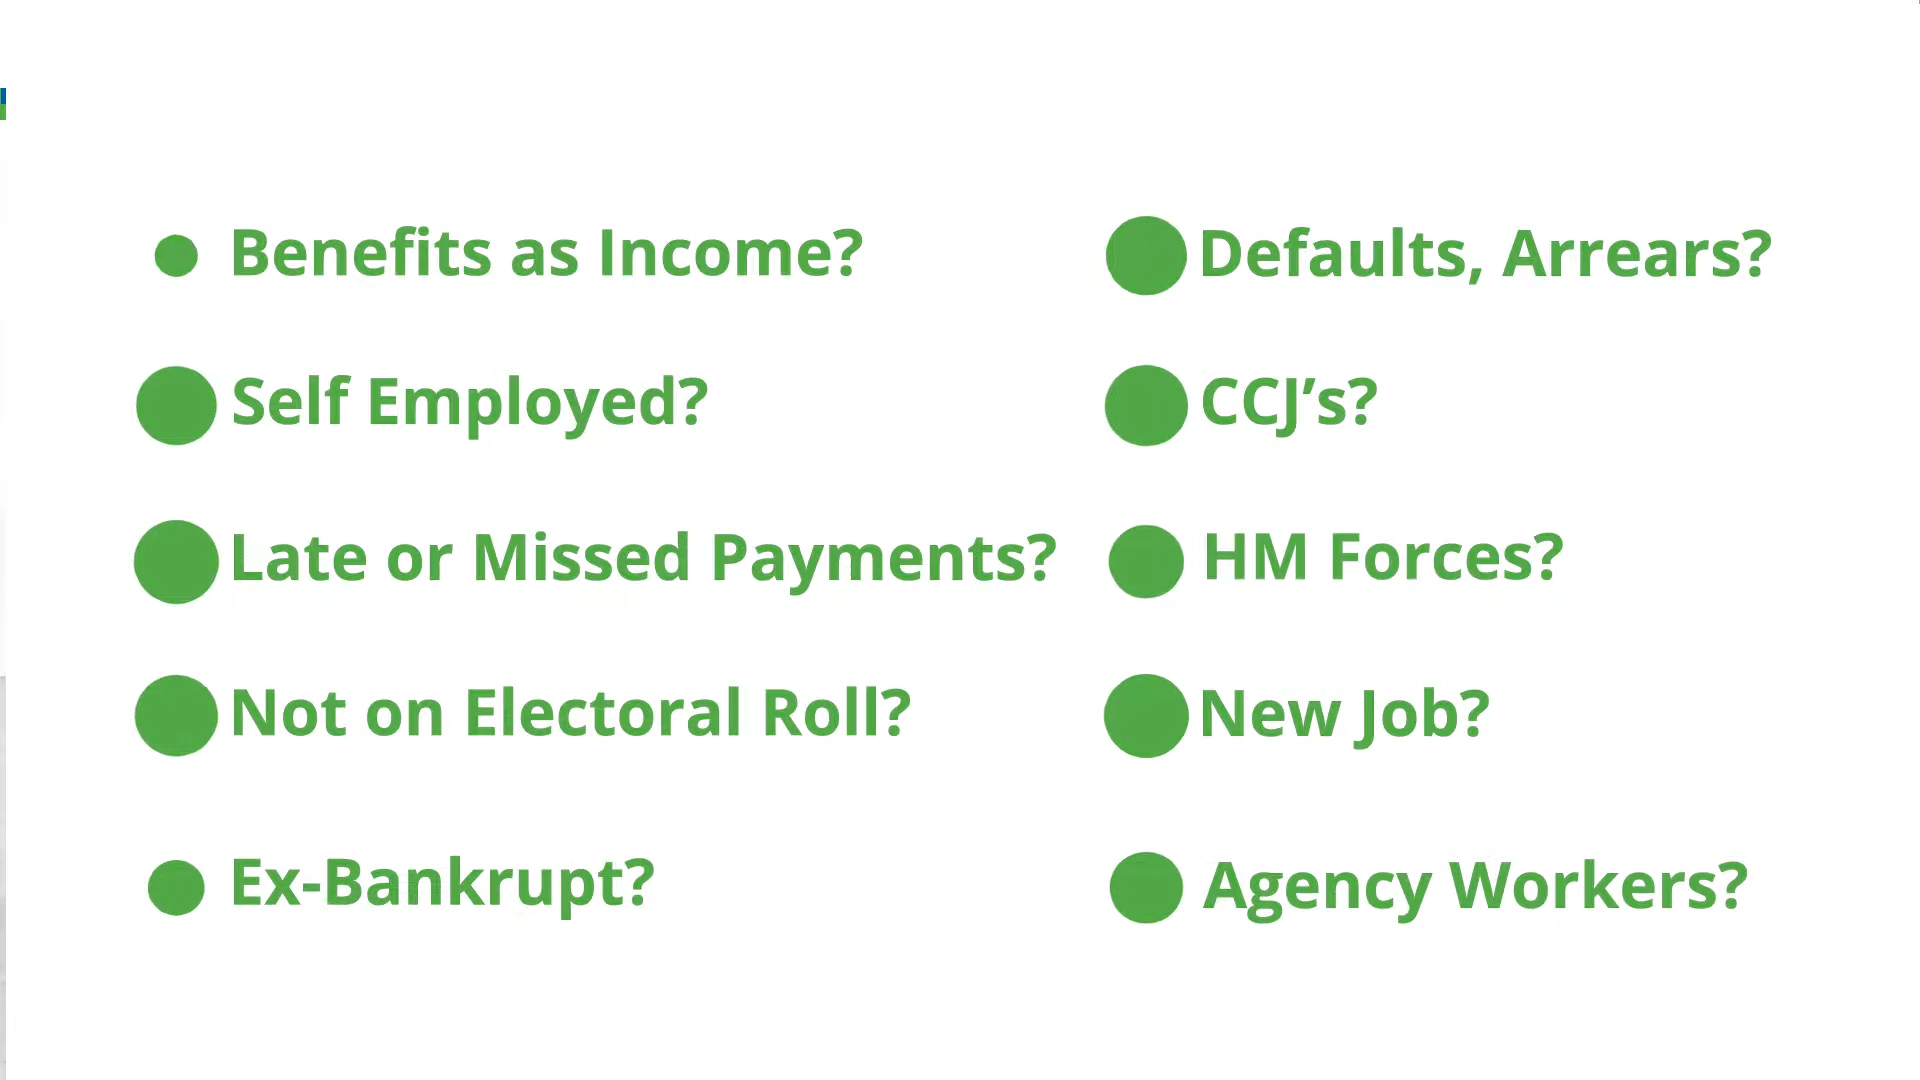 Benefits as Income?
Self Employed?
Late or Missed Payments?
Not on Electoral Roll?
Ex-Bankrupt?
Defaults, Arrears?
CCJ’s?
HM Forces?
New Job?
Agency Workers?